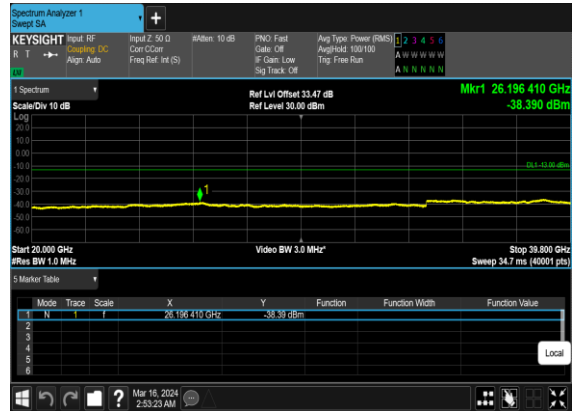 Spectrum Analyzer 1
Swept SA
+
KEYSIGHT
R T
Input: RF
Coupling: DC
Align: Auto
Input Z: 50 Ω
Corr CCorr
Freq Ref: Int (S)
#Atten: 10 dB
PNO: Fast
Gate: Off
IF Gain: Low
Sig Track: Off
Avg Type: Power (RMS)
Avg|Hold: 100/100
Trig: Free Run
1 2 3 4 5 6
A W W W W W
A N N N N N
1 Spectrum
Scale/Div 10 dB
Ref Lvl Offset 33.47 dB
Ref Level 30.00 dBm
Mkr1 26.196 410 GHz
-38.390 dBm
Log
20.0
10.0
0.00
-10.0
-20.0
-30.0
-40.0
-50.0
-60.0
DL1 -13.00 dBm
1
Start 20.000 GHz
#Res BW 1.0 MHz
Video BW 3.0 MHz*
Stop 39.800 GHz
Sweep 34.7 ms (40001 pts)
5 Marker Table
Mode Trace Scale X Y Function Function Width Function Value
1 N 1 f 26.196 410 GHz -38.39 dBm
2
3
4
5
6
Local
?
Mar 16, 2024
2:53:23 AM